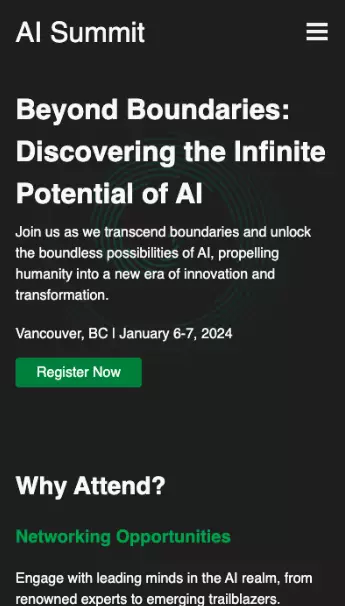 AI Summit
Beyond Boundaries:
Discovering the Infinite
Potential of AI
Join us as we transcend boundaries and unlock
the boundless possibilities of AI, propelling
humanity into a new era of innovation and
transformation.
Vancouver, BC | January 6-7, 2024
Register Now
Why Attend?
Networking Opportunities
Engage with leading minds in the AI realm, from
renowned experts to emerging trailblazers.